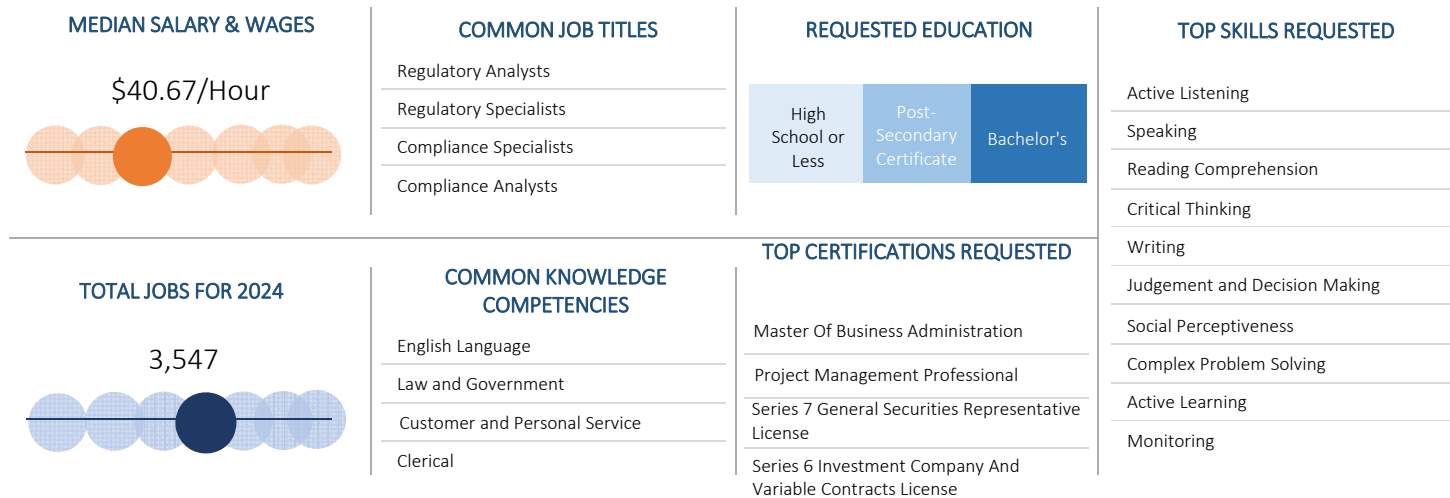 MEDIAN SALARY & WAGES
$40.67/Hour
COMMON JOB TITLES
Regulatory Analysts
Regulatory Specialists
Compliance Specialists
Compliance Analysts
REQUESTED EDUCATION
High
School or
Less
Post-
Secondary
Certificate
Bachelor's
TOP SKILLS REQUESTED
Active Listening
Speaking
Reading Comprehension
Critical Thinking
Writing
Judgement and Decision Making
Social Perceptiveness
Complex Problem Solving
Active Learning
Monitoring
TOTAL JOBS FOR 2024
3,547
COMMON KNOWLEDGE
COMPETENCIES
English Language
Law and Government
Customer and Personal Service
Clerical
TOP CERTIFICATIONS REQUESTED
Master Of Business Administration
Project Management Professional
Series 7 General Securities Representative
License
Series 6 Investment Company And
Variable Contracts License